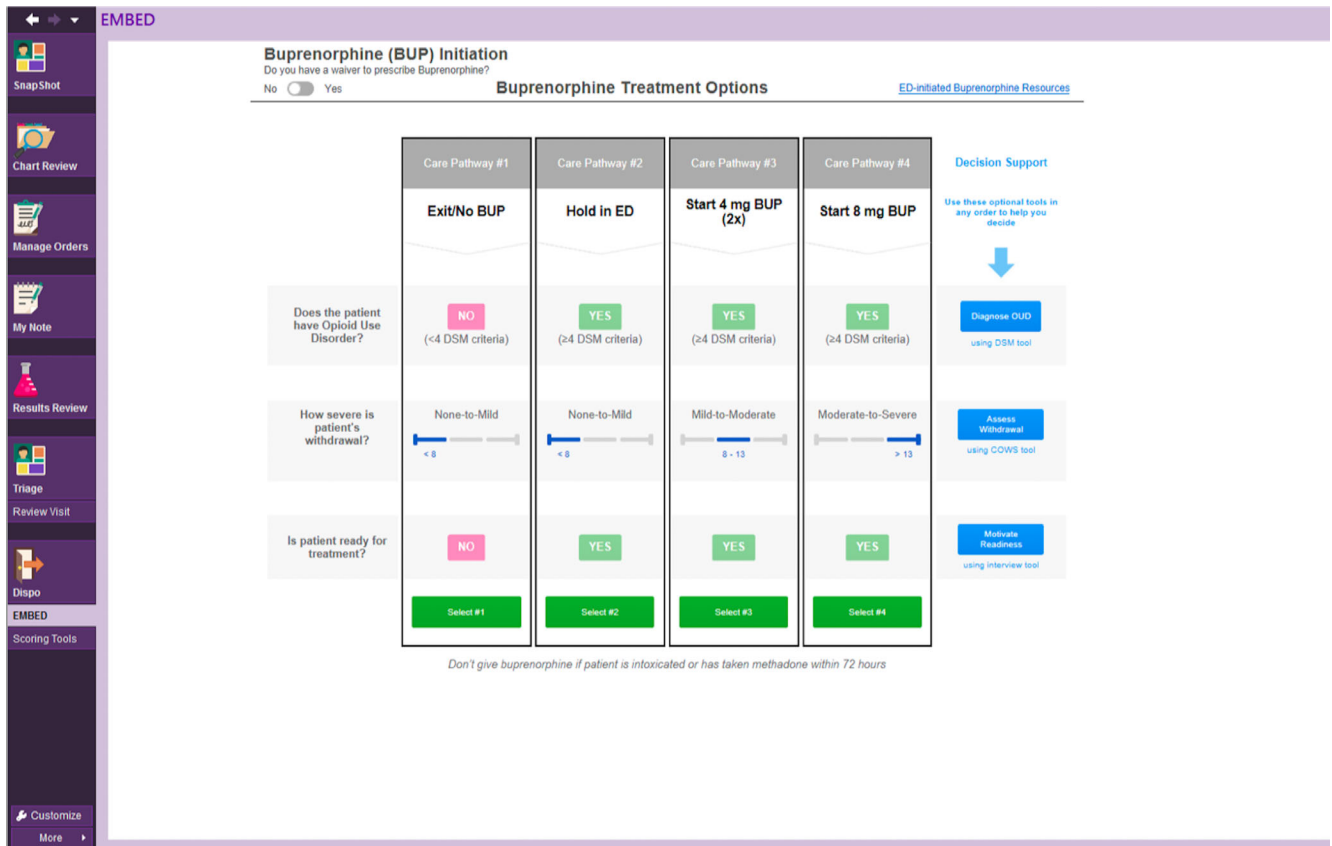 EMBED
SnapShot
Chart Review
Manage Orders
My Note
Results Review
Triage
Review Visit
Dispo
EMBED
Scoring Tools
Customize
More
Buprenorphine (BUP) Initiation
Do you have a waiver to prescribe Buprenorphine?
No Yes
Buprenorphine Treatment Options
ED-initiated Buprenorphine Resources
Care Pathway #1
Care Pathway #2
Care Pathway #3
Care Pathway #4
Decision Support
Exit/No BUP
Hold in ED
Start 4 mg BUP
(2x)
Start 8 mg BUP
Use these optional tools in
any order to help you
decide
Does the patient
have Opioid Use
Disorder?
NO
(<4 DSM criteria)
YES
(≥4 DSM criteria)
YES
(≥4 DSM criteria)
YES
(≥4 DSM criteria)
Diagnose OUD
using DSM tool
How severe is
patient's
withdrawal?
None-to-Mild
< 8
None-to-Mild
< 8
Mild-to-Moderate
8 - 13
Moderate-to-Severe
> 13
Assess
Withdrawal
using COWS tool
Is patient ready for
treatment?
NO
YES
YES
YES
Motivate
Readiness
using interview tool
Select #1
Select #2
Select #3
Select #4
Don't give buprenorphine if patient is intoxicated or has taken methadone within 72 hours